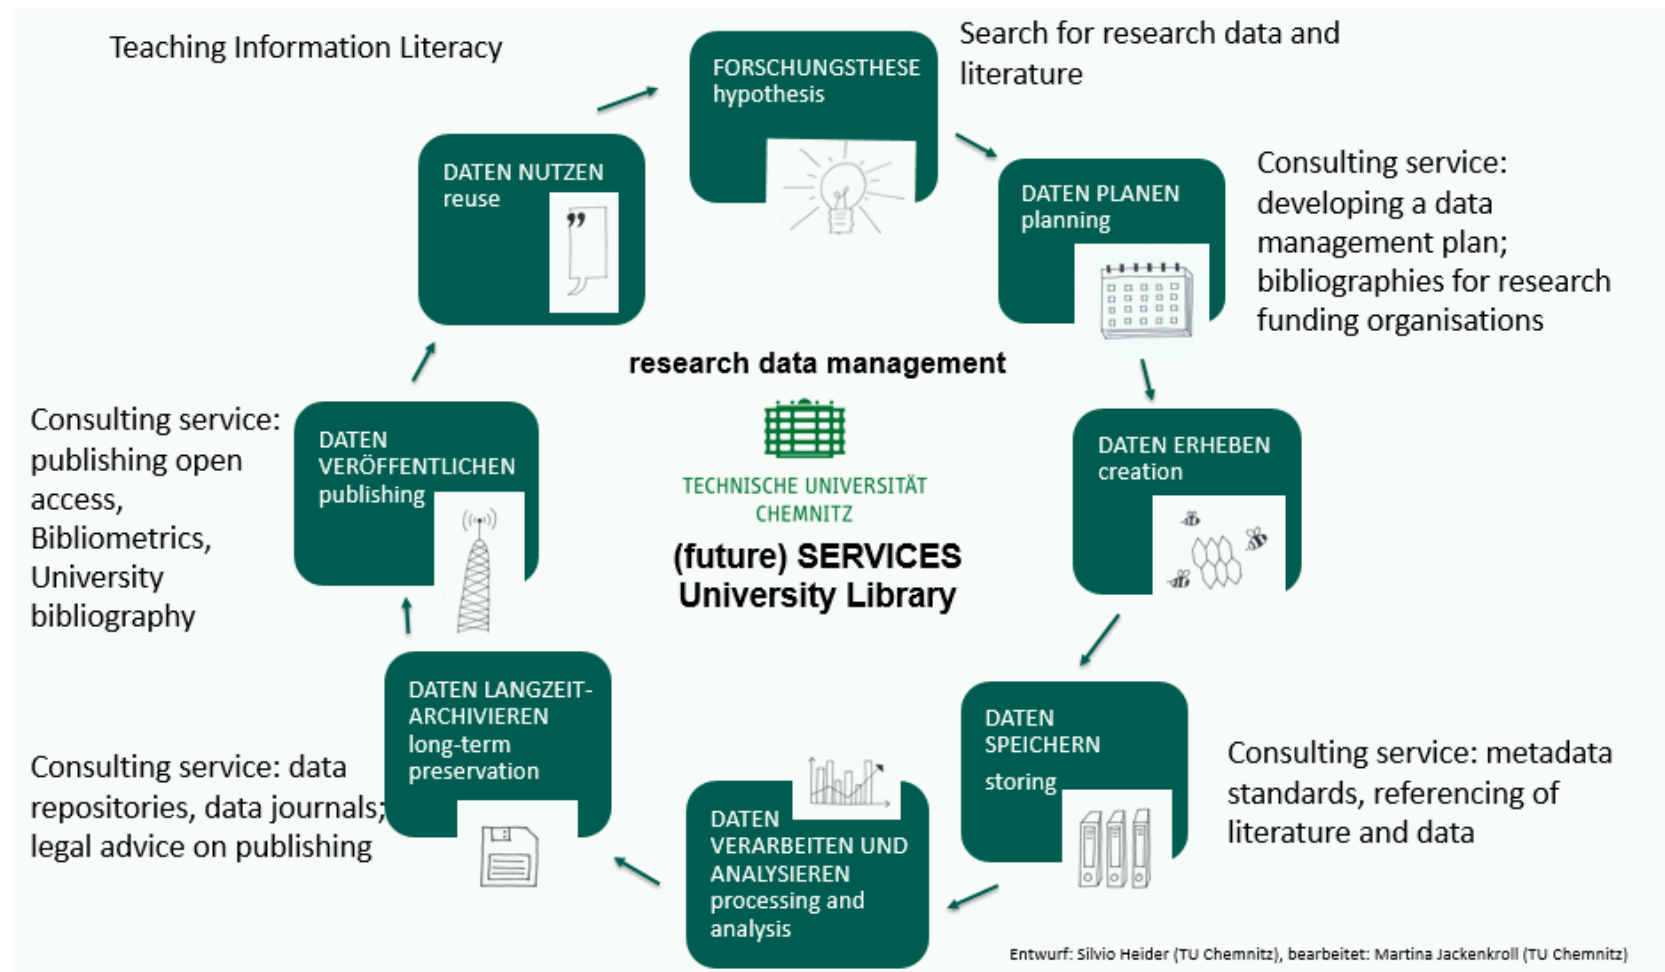 Teaching Information Literacy
FORSCHUNGSTHESE
hypothesis
Search for research data and
literature
DATEN PLANEN
planning
Consulting service:
developing a data
management plan;
bibliographies for research
funding organisations
DATEN ERHEBEN
creation
DATEN
SPEICHERN
storing
Consulting service: metadata
standards, referencing of
literature and data
DATEN
VERARBEITEN UND
ANALYSIEREN
processing and
analysis
DATEN LANGZEIT-
ARCHIVIEREN
long-term
preservation
Consulting service: data
repositories, data journals;
legal advice on publishing
DATEN
VERÖFFENTLICHEN
publishing
Consulting service:
publishing open
access,
Bibliometrics,
University
bibliography
DATEN NUTZEN
reuse
research data management
TECHNISCHE UNIVERSITÄT
CHEMNITZ
(future) SERVICES
University Library
Entwurf: Silvio Heider (TU Chemnitz), bearbeitet: Martina Jackenkroll (TU Chemnitz)